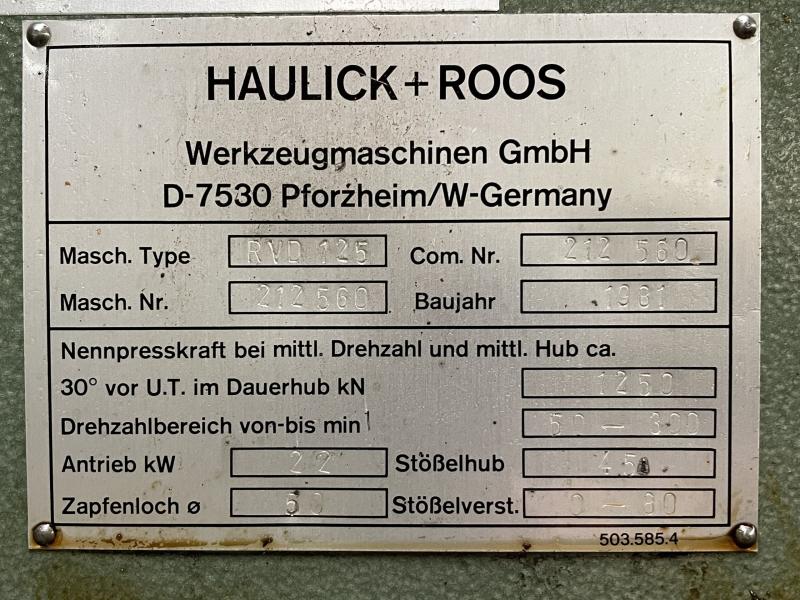 HAULICK+ROOS
Werkzeugmaschinen GmbH
D-7530 Pforzheim/W-Germany
Masch. Type RVD 125 Com. Nr. 212 560
Masch. Nr. 212560 Baujahr 1981
Nennpresskraft bei mittl. Drehzahl und mittl. Hub ca.
30° vor U.T. im Dauerhub kN 1250
Drehzahlbereich von-bis min
Antrieb kW 22 Stößelhub
Zapfenloch ø Stößelverst.
503.585.4